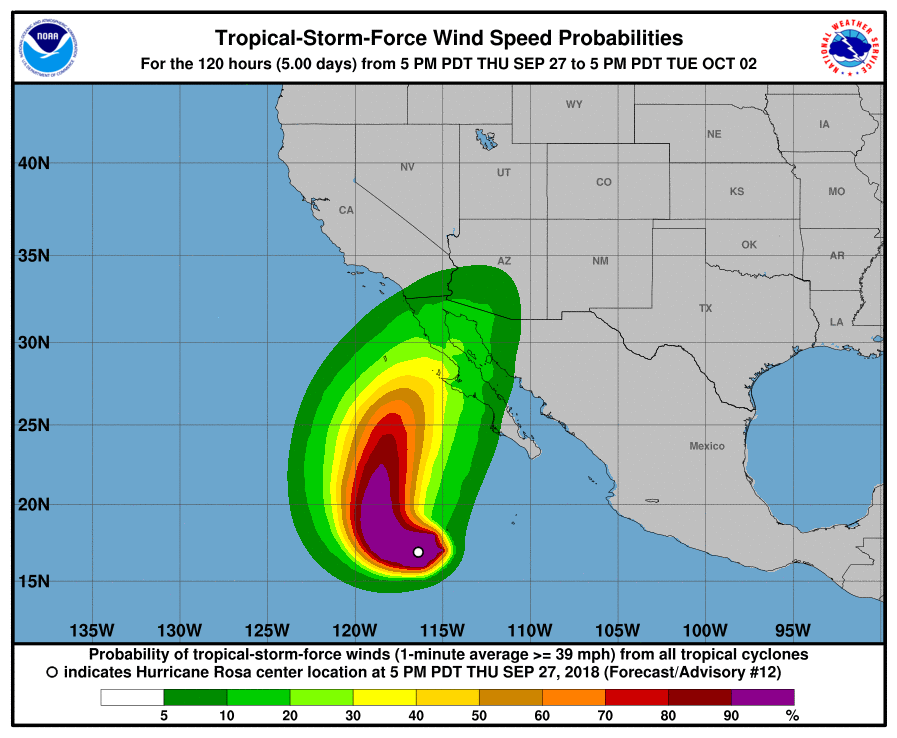 Tropical-Storm-Force Wind Speed Probabilities
For the 120 hours (5.00 days) from 5 PM PDT THU SEP 27 to 5 PM PDT TUE OCT 02
NOAA
NATIONAL WEATHER SERVICE
WY
IA
NE
40N
NV
UT
CO
KS
MO
CA
35N
AZ
NM
OK
AR
TX
LA
30N
25N
Mexico
20N
15N
135W 130W 125W 120W 115W 110W 105W 100W 95W
Probability of tropical-storm-force winds (1-minute average >= 39 mph) from all tropical cyclones
indicates Hurricane Rosa center location at 5 PM PDT THU SEP 27, 2018 (Forecast/Advisory #12)
5 10 20 30 40 50 60 70 80 90 %